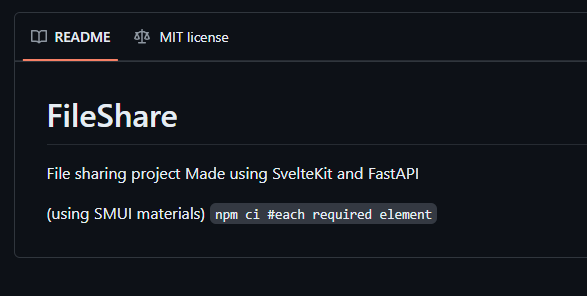 README MIT license
FileShare
File sharing project Made using SvelteKit and FastAPI
(using SMUI materials) npm ci #each required element